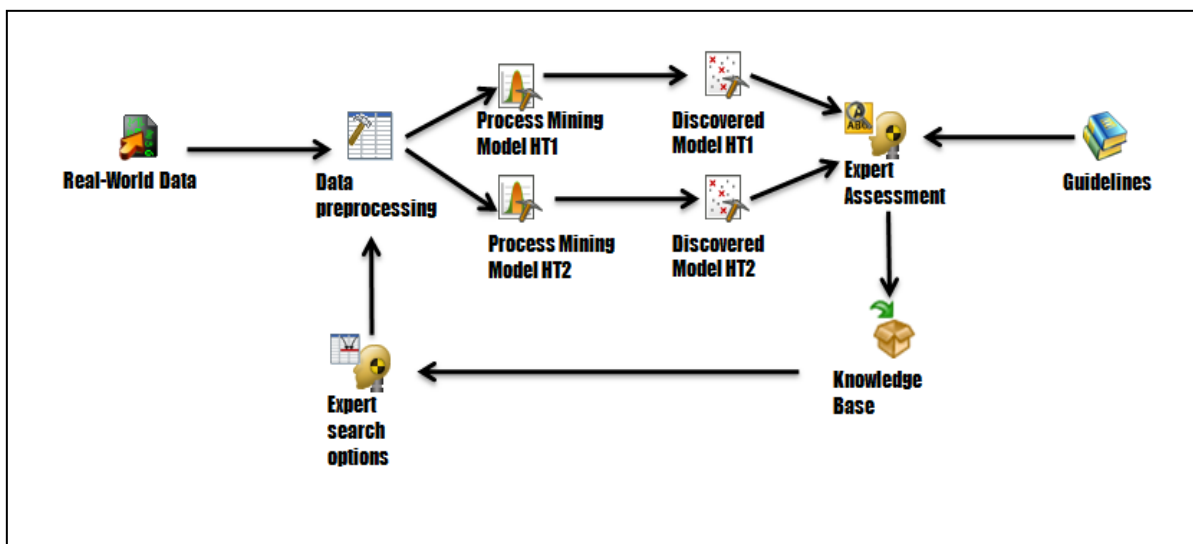 Real-World Data
Data
preprocessing
Process Mining
Model HT1
Discovered
Model HT1
Process Mining
Model HT2
Discovered
Model HT2
ABC
Expert
Assessment
Guidelines
Knowledge
Base
Expert
search
options